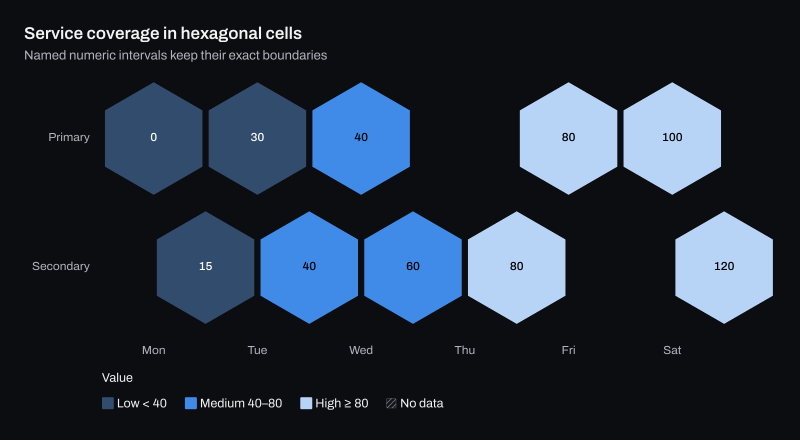 Service coverage in hexagonal cells
Named numeric intervals keep their exact boundaries
Primary 0 30 40 80 100
Secondary 15 40 60 80 120
Mon Tue Wed Thu Fri Sat
Value
Low < 40 Medium 40–80 High ≥ 80 No data